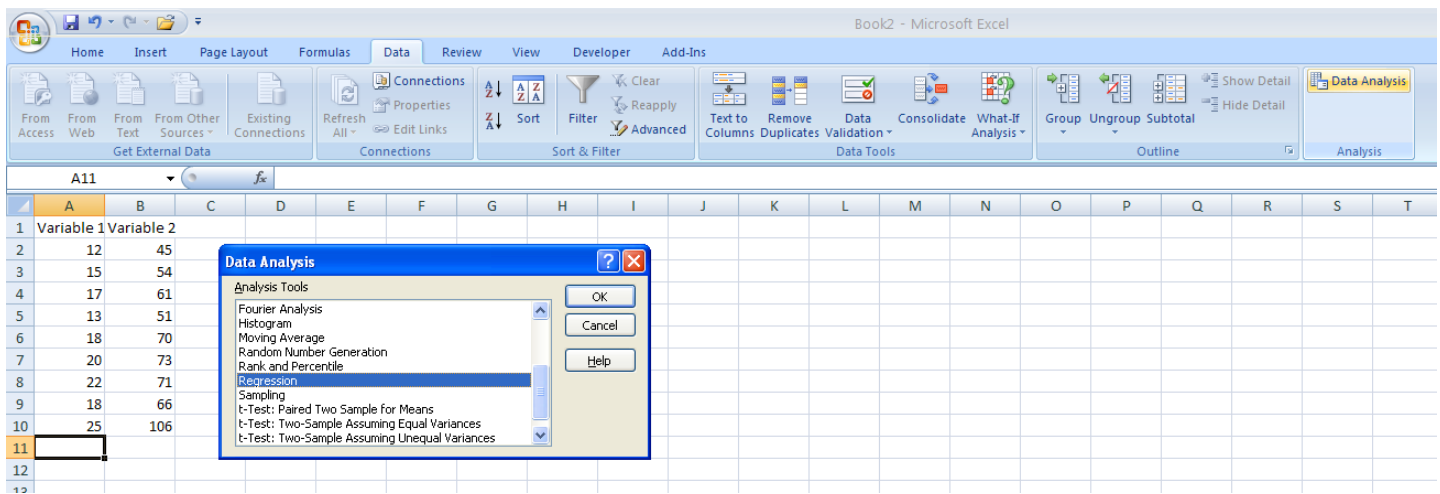 Book2 - Microsoft Excel
Home Insert Page Layout Formulas Data Review View Developer Add-Ins
From Access
From Web
From Text
From Other Sources
Existing Connections
Get External Data
Refresh All
Connections
Properties
Edit Links
Connections
A Z
Z A
A Z Z A
Sort
Filter
Clear
Reapply
Advanced
Sort & Filter
Text to Columns
Remove Duplicates
Data Validation
Consolidate
What-If Analysis
Data Tools
Group
Ungroup
Subtotal
Show Detail
Hide Detail
Outline
Data Analysis
Analysis
A11 fx
A B C D E F G H I J K L M N O P Q R S T
1 Variable 1 Variable 2
2 12 45
3 15 54
4 17 61
5 13 51
6 18 70
7 20 73
8 22 71
9 18 66
10 25 106
11
12
13
Data Analysis
?
X
Analysis Tools
Fourier Analysis
Histogram
Moving Average
Random Number Generation
Rank and Percentile
Regression
Sampling
t-Test: Paired Two Sample for Means
t-Test: Two-Sample Assuming Equal Variances
t-Test: Two-Sample Assuming Unequal Variances
OK
Cancel
Help